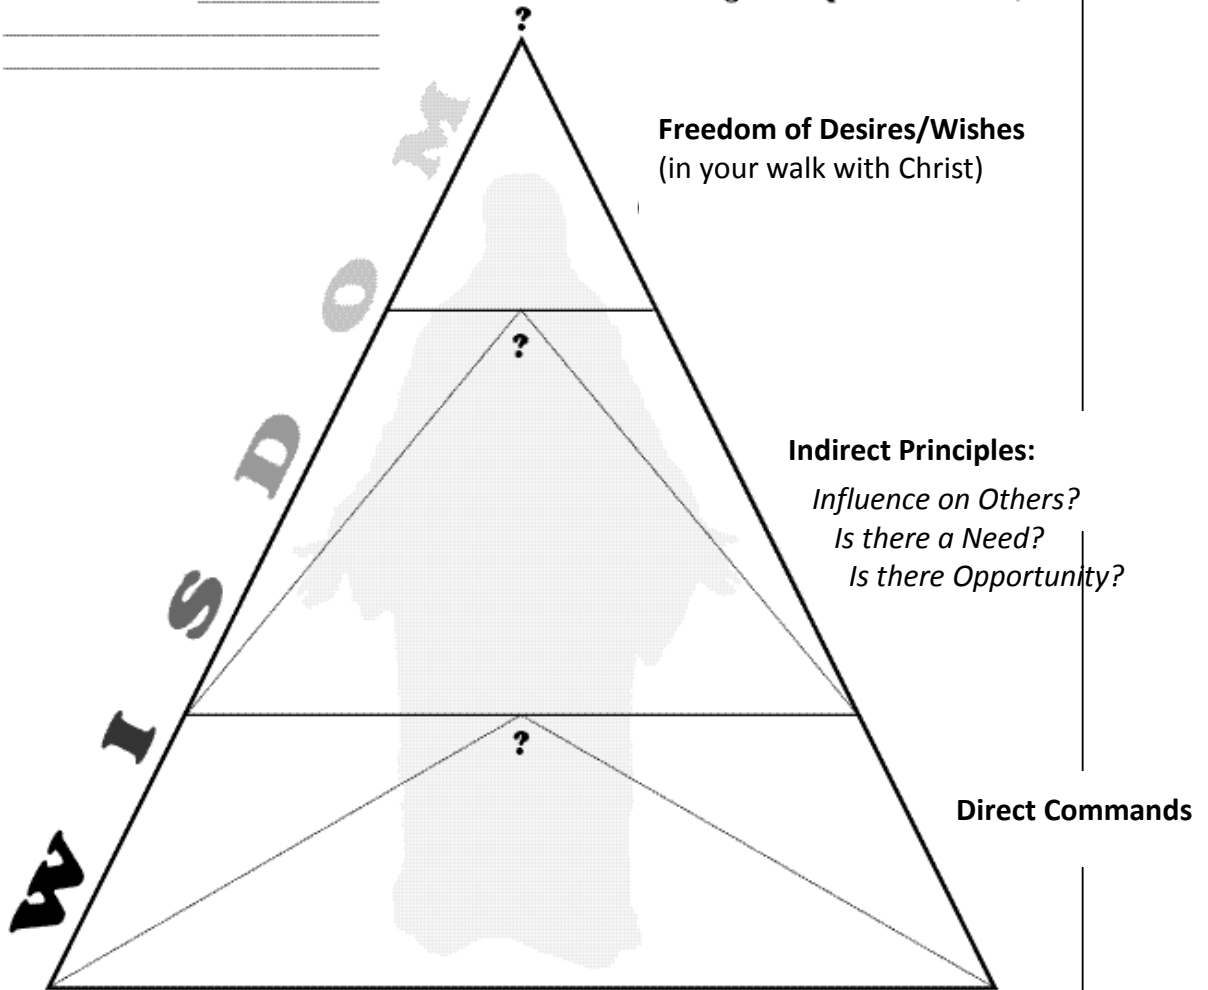 ?
Freedom of Desires/Wishes
(in your walk with Christ)
?
Indirect Principles:
Influence on Others?
Is there a Need?
Is there Opportunity?
?
Direct Commands
WISDOM